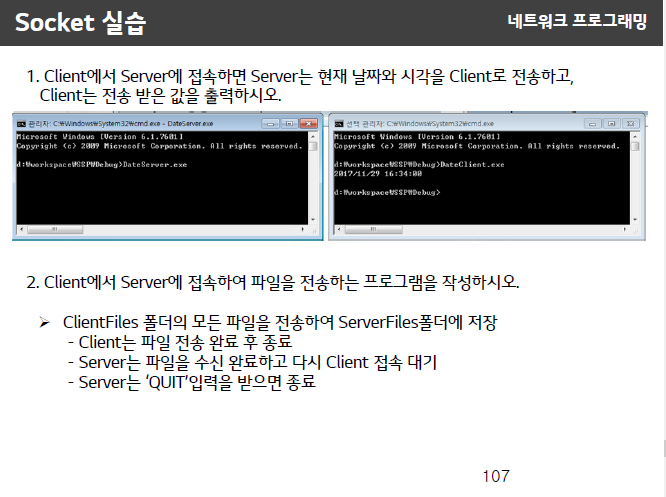 Socket 실습
네트워크 프로그래밍
1. Client에서 Server에 접속하면 Server는 현재 날짜와 시각을 Client로 전송하고,
Client는 전송 받은 값을 출력하시오.
관리자: C:₩Windows₩System32₩cmd.exe - DateServer.exe
Microsoft Windows [Version 6.1.7601]
Copyright (c) 2009 Microsoft Corporation. All rights reserved.
d:₩workspace₩SSP₩Debug>DateServer.exe
선택 관리자: C:₩Windows₩System32₩cmd.exe
Microsoft Windows [Version 6.1.7601]
Copyright (c) 2009 Microsoft Corporation. All rights reserved.
d:₩workspace₩SSP₩Debug>DateClient.exe
2017/11/29 16:34:00
d:₩workspace₩SSP₩Debug>
2. Client에서 Server에 접속하여 파일을 전송하는 프로그램을 작성하시오.
➢ ClientFiles 폴더의 모든 파일을 전송하여 ServerFiles폴더에 저장
- Client는 파일 전송 완료 후 종료
- Server는 파일을 수신 완료하고 다시 Client 접속 대기
- Server는 ‘QUIT’입력을 받으면 종료
107